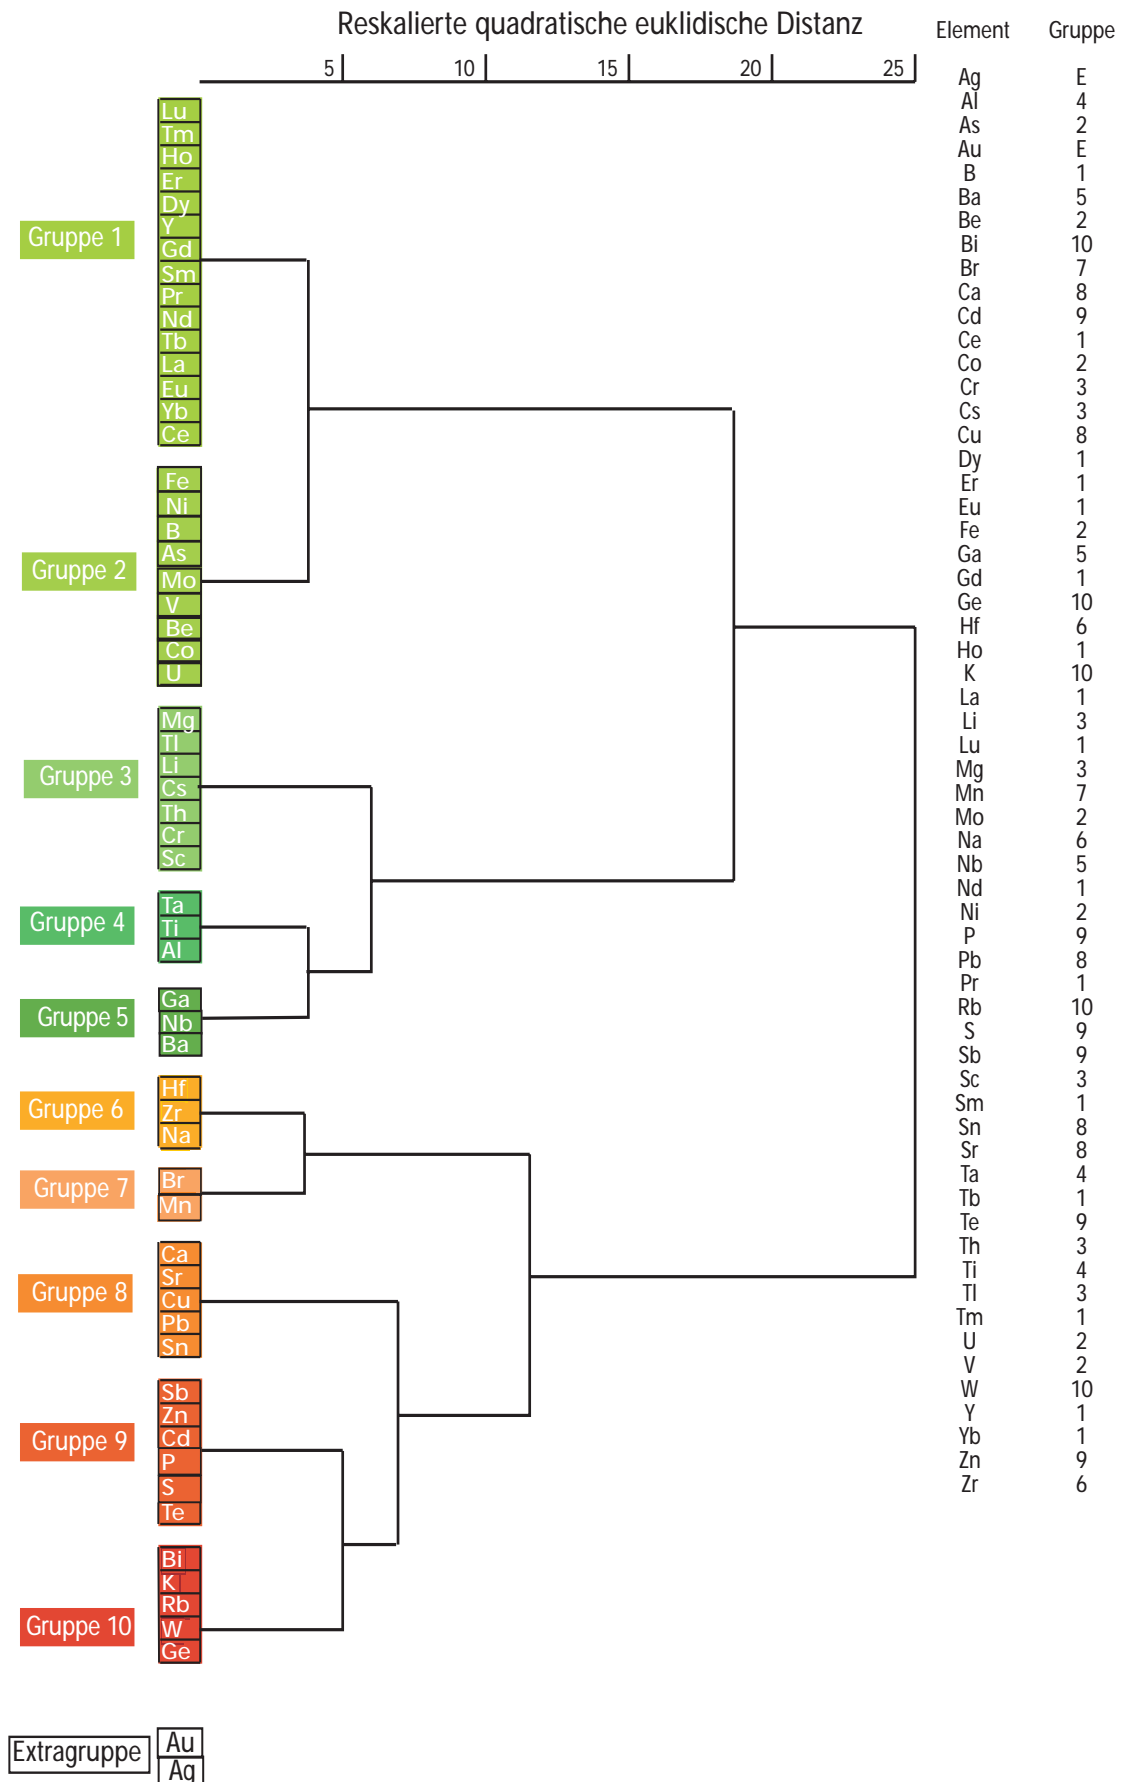 Reskalierte quadratische euklidische Distanz
5 10 15 20 25
Gruppe 1
Lu
Tm
Ho
Er
Dy
Y
Gd
Sm
Pr
Nd
Tb
La
Eu
Yb
Ce
Gruppe 2
Fe
Ni
B
As
Mo
V
Be
Co
U
Gruppe 3
Mg
Tl
Li
Cs
Th
Cr
Sc
Gruppe 4
Ta
Ti
Al
Gruppe 5
Ga
Nb
Ba
Gruppe 6
Hf
Zr
Na
Gruppe 7
Br
Mn
Gruppe 8
Ca
Sr
Cu
Pb
Sn
Gruppe 9
Sb
Zn
Cd
P
S
Te
Gruppe 10
Bi
K
Rb
W
Ge
Extragruppe
Au
Ag
Element Gruppe
Ag E
Al 4
As 2
Au E
B 1
Ba 5
Be 2
Bi 10
Br 7
Ca 8
Cd 9
Ce 1
Co 2
Cr 3
Cs 3
Cu 8
Dy 1
Er 1
Eu 1
Fe 2
Ga 5
Gd 1
Ge 10
Hf 6
Ho 1
K 10
La 1
Li 3
Lu 1
Mg 3
Mn 7
Mo 2
Na 6
Nb 5
Nd 1
Ni 2
P 9
Pb 8
Pr 1
Rb 10
S 9
Sb 9
Sc 3
Sm 1
Sn 8
Sr 8
Ta 4
Tb 1
Te 9
Th 3
Ti 4
Tl 3
Tm 1
U 2
V 2
W 10
Y 1
Yb 1
Zn 9
Zr 6